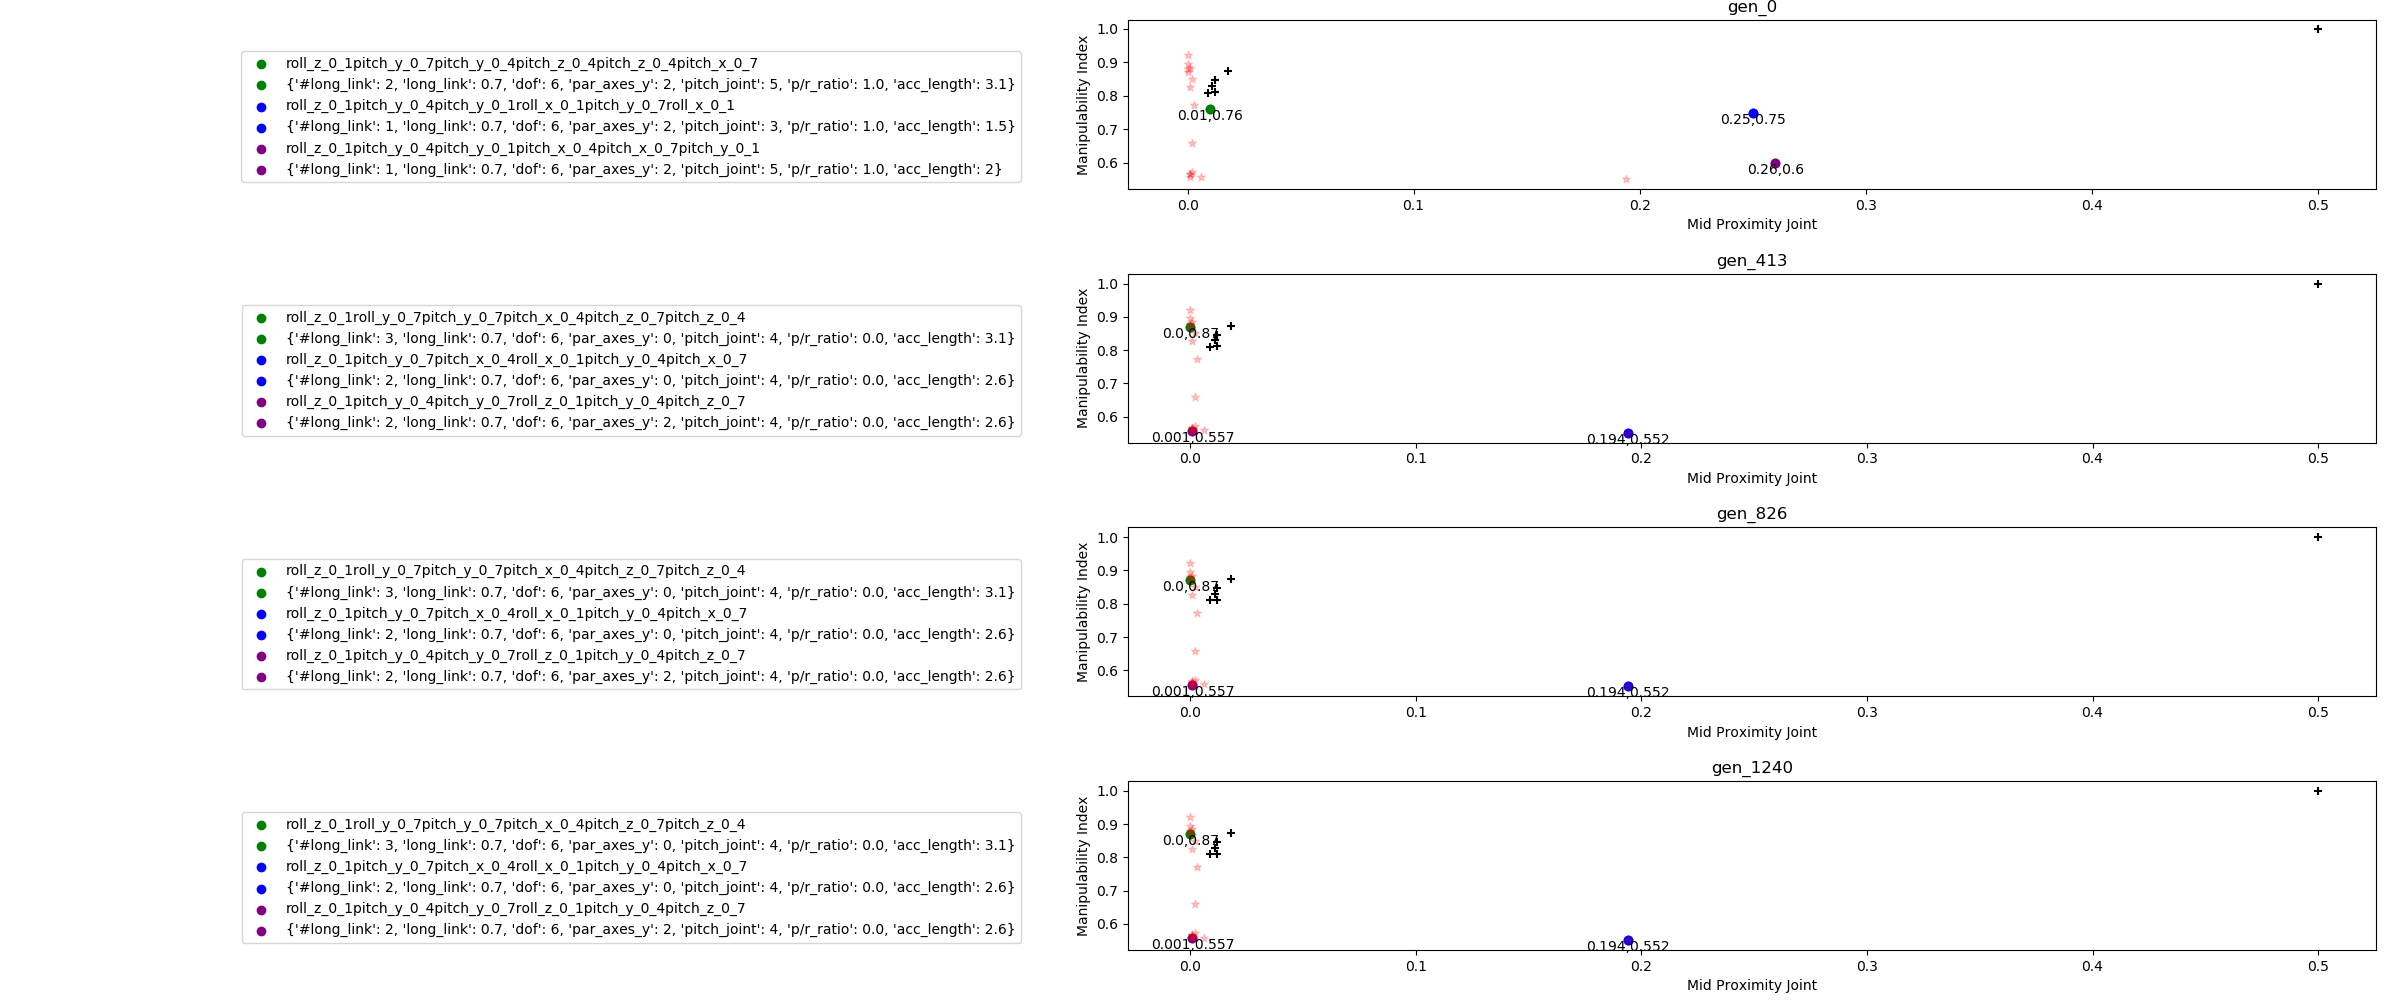 gen_0
roll_z_0_1pitch_y_0_7pitch_y_0_4pitch_z_0_4pitch_z_0_4pitch_x_0_7
{'#long_link': 2, 'long_link': 0.7, 'dof': 6, 'par_axes_y': 2, 'pitch_joint': 5, 'p/r_ratio': 1.0, 'acc_length': 3.1}
roll_z_0_1pitch_y_0_4pitch_y_0_1roll_x_0_1pitch_y_0_7roll_x_0_1
{'#long_link': 1, 'long_link': 0.7, 'dof': 6, 'par_axes_y': 2, 'pitch_joint': 3, 'p/r_ratio': 1.0, 'acc_length': 1.5}
roll_z_0_1pitch_y_0_4pitch_y_0_1pitch_x_0_4pitch_x_0_7pitch_y_0_1
{'#long_link': 1, 'long_link': 0.7, 'dof': 6, 'par_axes_y': 2, 'pitch_joint': 5, 'p/r_ratio': 1.0, 'acc_length': 2}
Manipulability Index
1.0
0.9
0.8
0.7
0.6
0.01,0.76
0.25,0.75
0.26,0.6
0.0 0.1 0.2 0.3 0.4 0.5
Mid Proximity Joint
gen_413
roll_z_0_1roll_y_0_7pitch_y_0_7pitch_x_0_4pitch_z_0_7pitch_z_0_4
{'#long_link': 3, 'long_link': 0.7, 'dof': 6, 'par_axes_y': 0, 'pitch_joint': 4, 'p/r_ratio': 0.0, 'acc_length': 3.1}
roll_z_0_1pitch_y_0_7pitch_x_0_4roll_x_0_1pitch_y_0_4pitch_x_0_7
{'#long_link': 2, 'long_link': 0.7, 'dof': 6, 'par_axes_y': 0, 'pitch_joint': 4, 'p/r_ratio': 0.0, 'acc_length': 2.6}
roll_z_0_1pitch_y_0_4pitch_y_0_7roll_z_0_1pitch_y_0_4pitch_z_0_7
{'#long_link': 2, 'long_link': 0.7, 'dof': 6, 'par_axes_y': 2, 'pitch_joint': 4, 'p/r_ratio': 0.0, 'acc_length': 2.6}
Manipulability Index
1.0
0.9
0.8
0.7
0.6
0.0,0.87
0.001,0.557
0.194,0.552
0.0 0.1 0.2 0.3 0.4 0.5
Mid Proximity Joint
gen_826
roll_z_0_1roll_y_0_7pitch_y_0_7pitch_x_0_4pitch_z_0_7pitch_z_0_4
{'#long_link': 3, 'long_link': 0.7, 'dof': 6, 'par_axes_y': 0, 'pitch_joint': 4, 'p/r_ratio': 0.0, 'acc_length': 3.1}
roll_z_0_1pitch_y_0_7pitch_x_0_4roll_x_0_1pitch_y_0_4pitch_x_0_7
{'#long_link': 2, 'long_link': 0.7, 'dof': 6, 'par_axes_y': 0, 'pitch_joint': 4, 'p/r_ratio': 0.0, 'acc_length': 2.6}
roll_z_0_1pitch_y_0_4pitch_y_0_7roll_z_0_1pitch_y_0_4pitch_z_0_7
{'#long_link': 2, 'long_link': 0.7, 'dof': 6, 'par_axes_y': 2, 'pitch_joint': 4, 'p/r_ratio': 0.0, 'acc_length': 2.6}
Manipulability Index
1.0
0.9
0.8
0.7
0.6
0.0,0.87
0.001,0.557
0.194,0.552
0.0 0.1 0.2 0.3 0.4 0.5
Mid Proximity Joint
gen_1240
roll_z_0_1roll_y_0_7pitch_y_0_7pitch_x_0_4pitch_z_0_7pitch_z_0_4
{'#long_link': 3, 'long_link': 0.7, 'dof': 6, 'par_axes_y': 0, 'pitch_joint': 4, 'p/r_ratio': 0.0, 'acc_length': 3.1}
roll_z_0_1pitch_y_0_7pitch_x_0_4roll_x_0_1pitch_y_0_4pitch_x_0_7
{'#long_link': 2, 'long_link': 0.7, 'dof': 6, 'par_axes_y': 0, 'pitch_joint': 4, 'p/r_ratio': 0.0, 'acc_length': 2.6}
roll_z_0_1pitch_y_0_4pitch_y_0_7roll_z_0_1pitch_y_0_4pitch_z_0_7
{'#long_link': 2, 'long_link': 0.7, 'dof': 6, 'par_axes_y': 2, 'pitch_joint': 4, 'p/r_ratio': 0.0, 'acc_length': 2.6}
Manipulability Index
1.0
0.9
0.8
0.7
0.6
0.0,0.87
0.001,0.557
0.194,0.552
0.0 0.1 0.2 0.3 0.4 0.5
Mid Proximity Joint